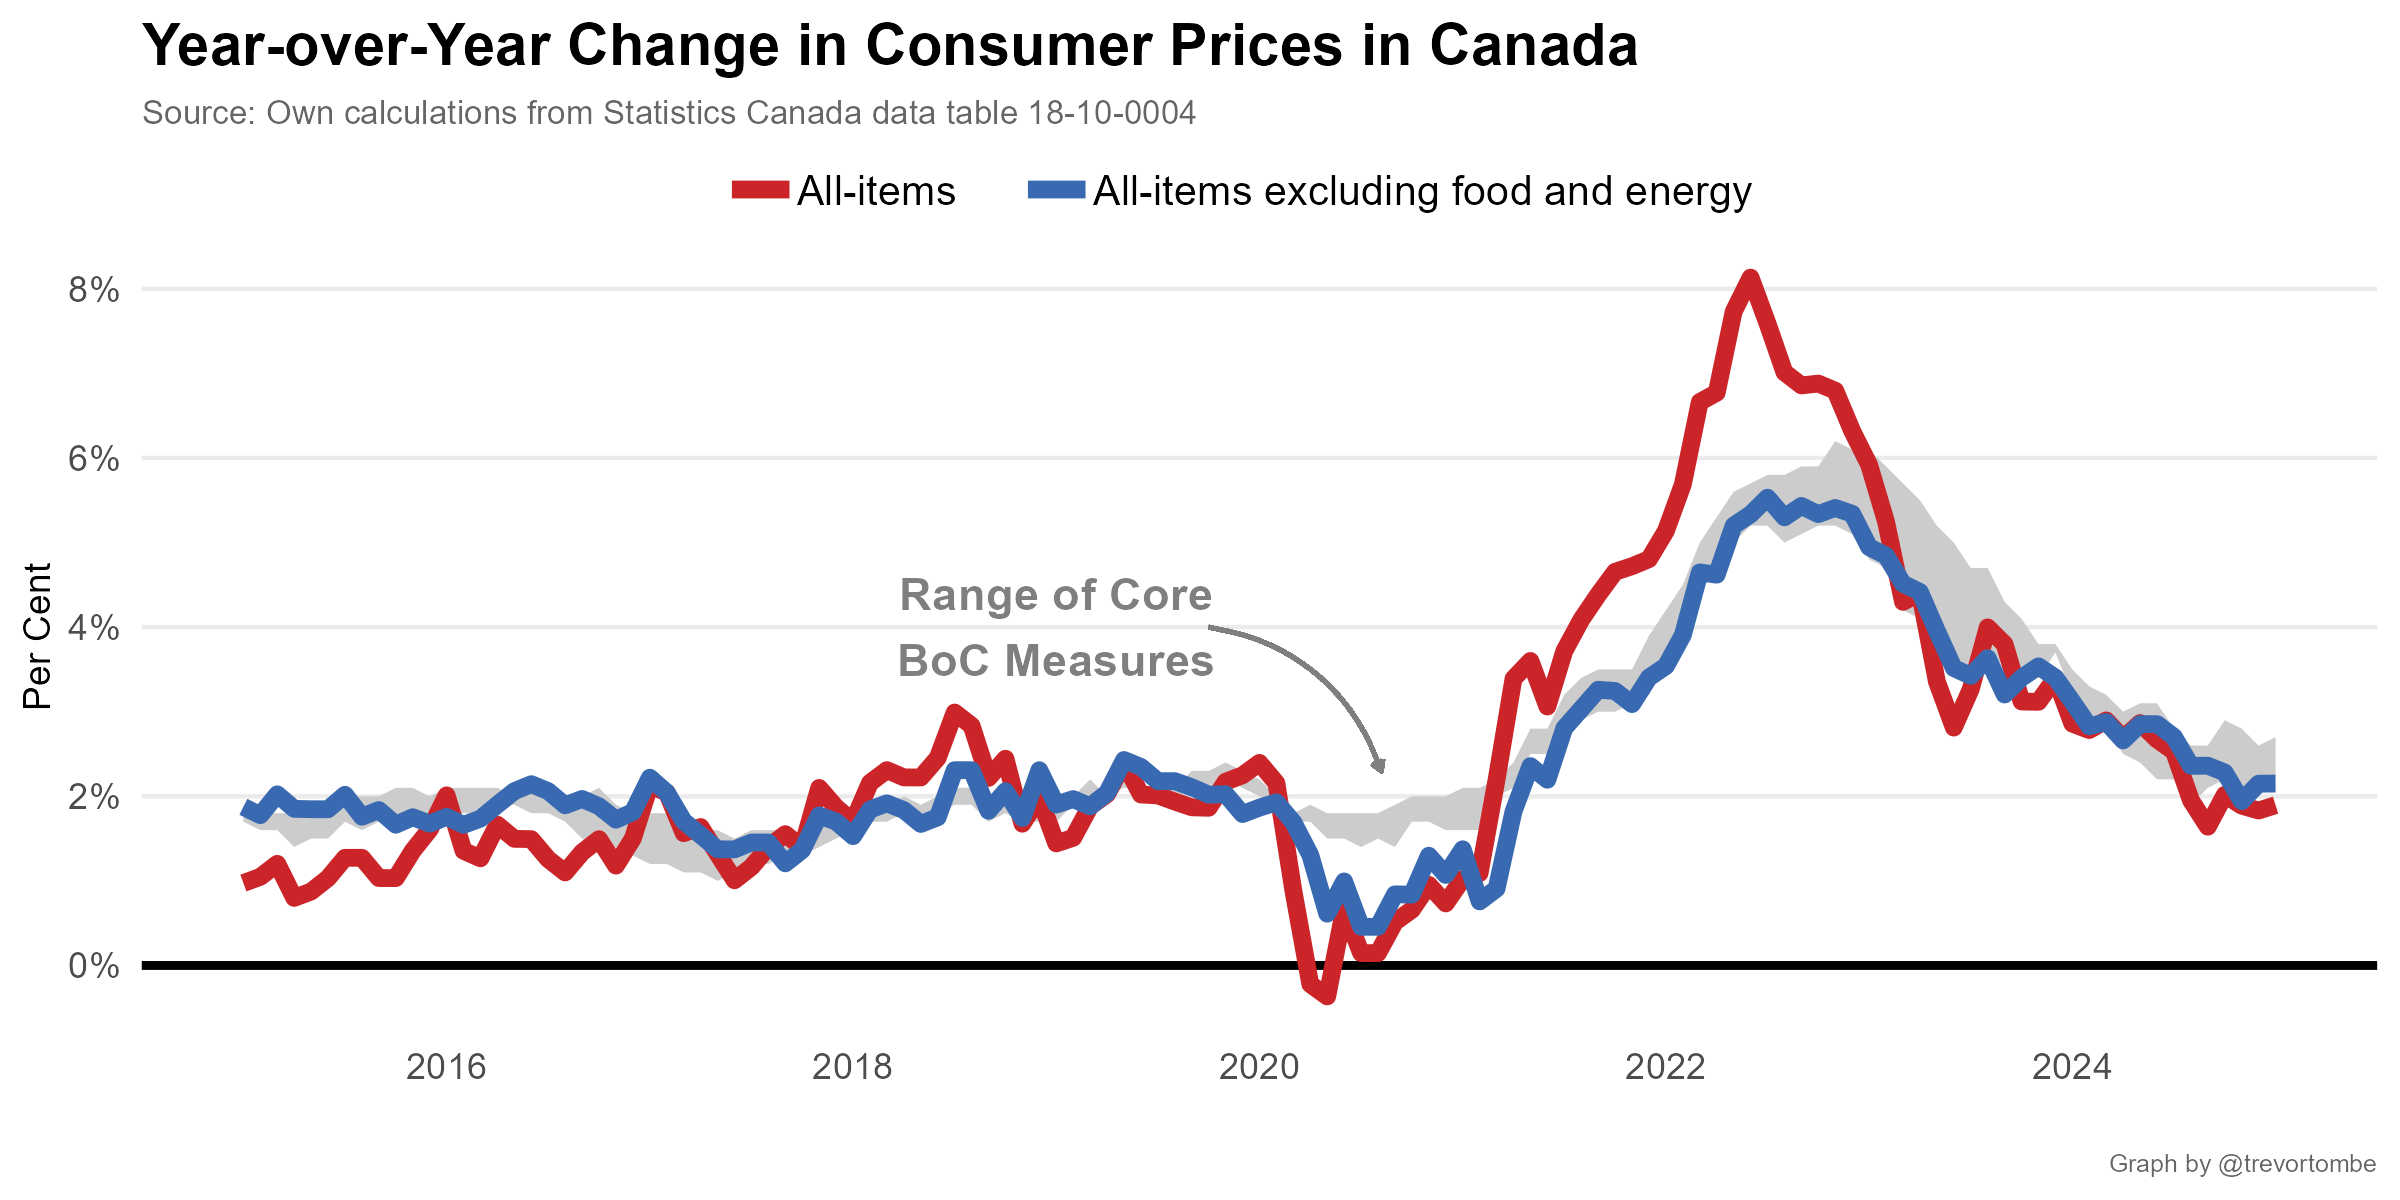 Year-over-Year Change in Consumer Prices in Canada
Source: Own calculations from Statistics Canada data table 18-10-0004
All-items
All-items excluding food and energy
Per Cent
8%
6%
4%
2%
0%
Range of Core
BoC Measures
2016
2018
2020
2022
2024
Graph by @trevortombe